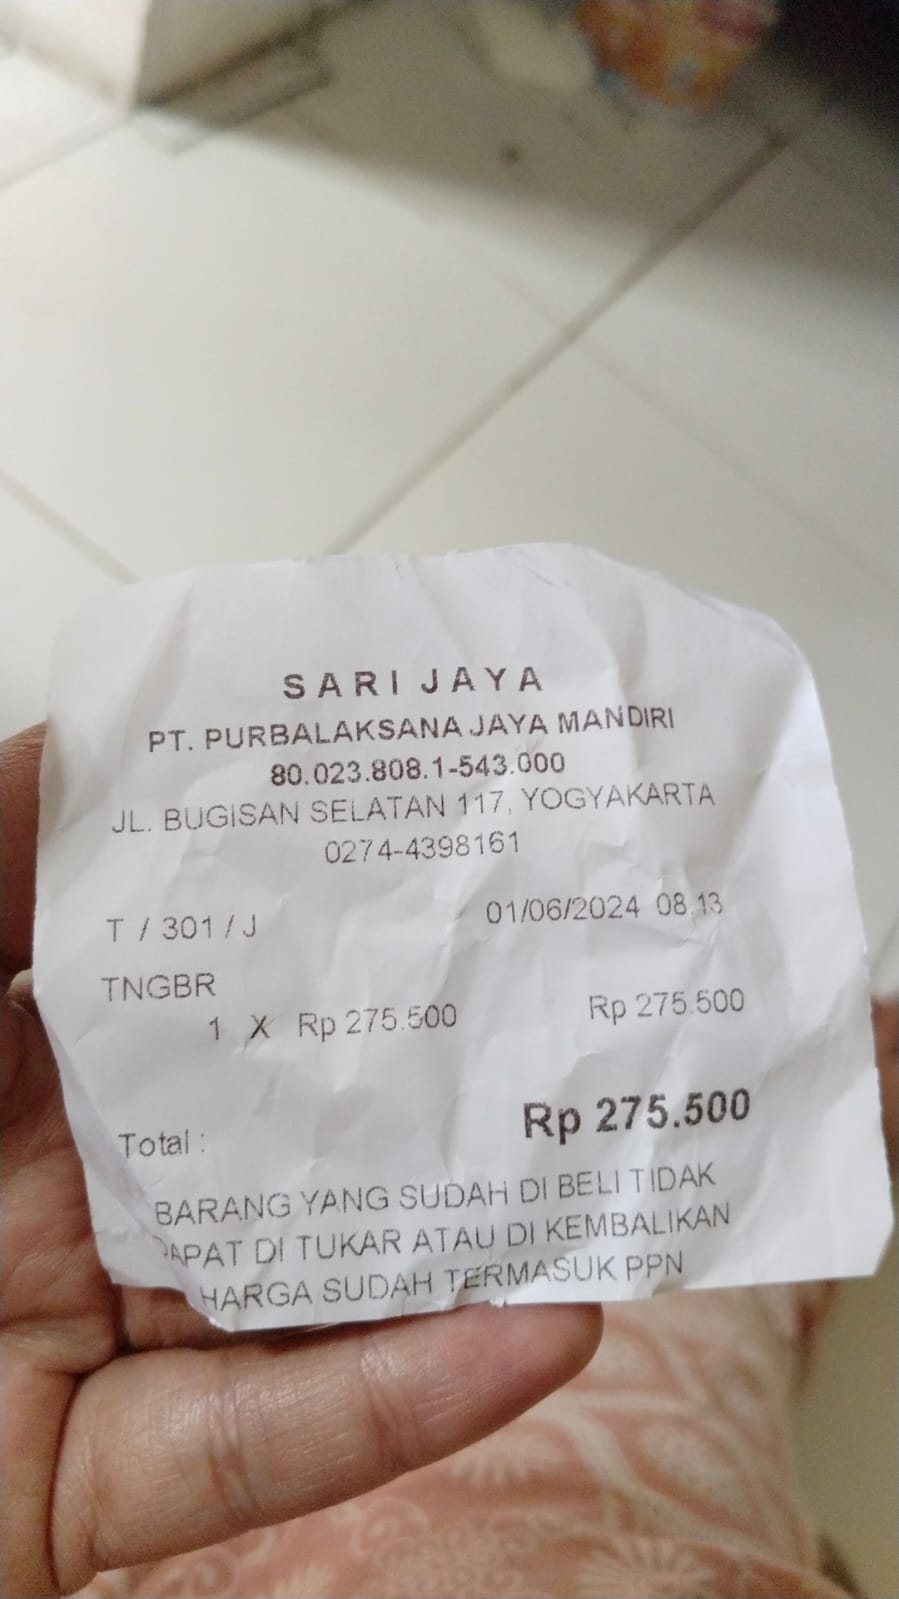 SARI JAYA
PT. PURBALAKSANA JAYA MANDIRI
80.023.808.1-543.000
JL. BUGISAN SELATAN 117, YOGYAKARTA
0274-4398161
T / 301 / J 01/06/2024 08.13
TNGBR
1 X Rp 275.500 Rp 275.500
Total : Rp 275.500
BARANG YANG SUDAH DI BELI TIDAK
DAPAT DI TUKAR ATAU DI KEMBALIKAN
HARGA SUDAH TERMASUK PPN